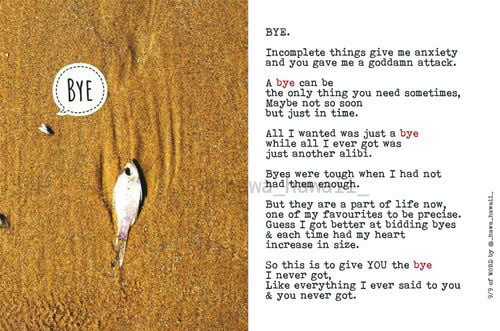 BYE
BYE.
Incomplete things give me anxiety
and you gave me a goddamn attack.
A bye can be
the only thing you need sometimes,
Maybe not so soon
but just in time.
All I wanted was just a bye
while all I ever got was
just another alibi.
Byes were tough when I had not
had them enough.
But they are a part of life now,
one of my favourites to be precise.
Guess I got better at bidding byes
& each time had my heart
increase in size.
So this is to give YOU the bye
I never got,
Like everything I ever said to you
& you never got.
9/9 of WORD by @_hawa_hawaii_